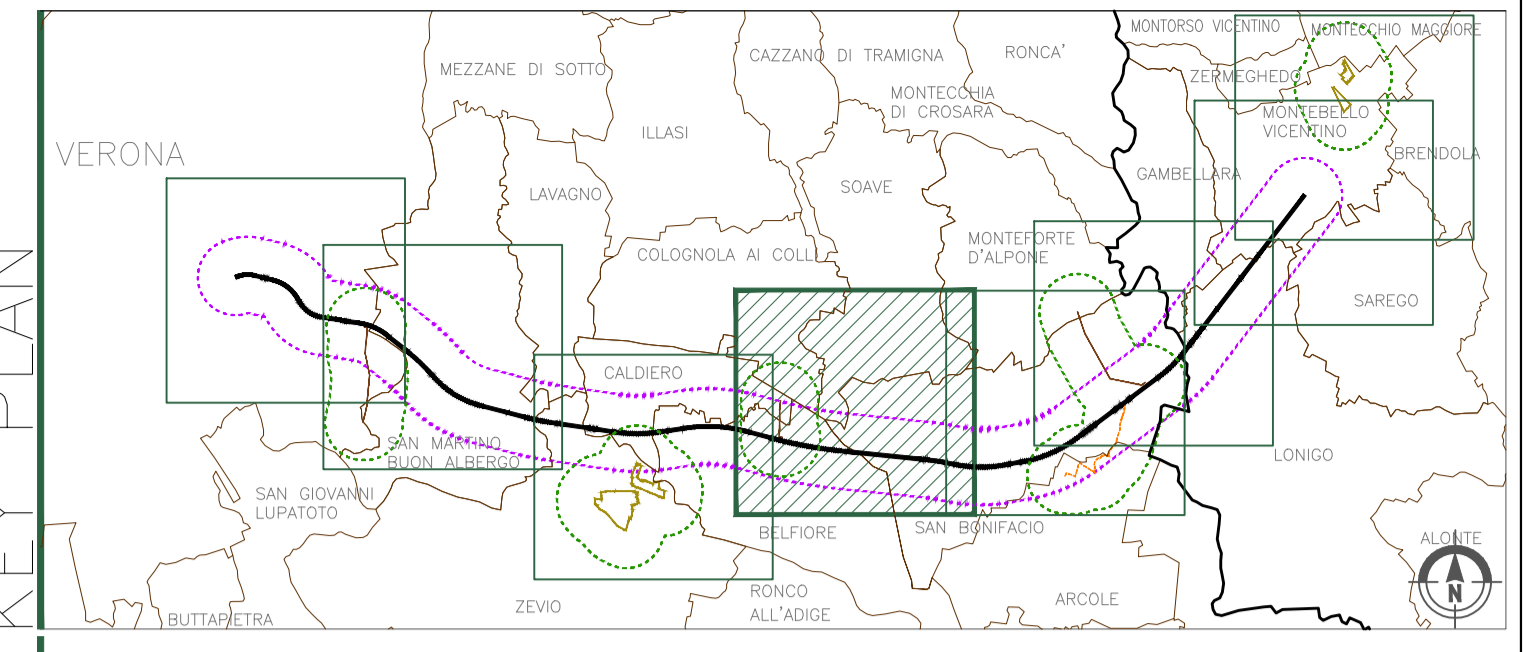 KEY PLAN
MONTORSO VICENTINO
MONTECCHIO MAGGIORE
CAZZANO DI TRAMIGNA
RONCA'
MEZZANE DI SOTTO
ZERMEGHEDO
MONTECCHIA
DI CROSARA
MONTEBELLO
VICENTINO
ILLASI
VERONA
BRENDOLA
GAMBELLARA
SOAVE
LAVAGNO
MONTEFORTE
D'ALPONE
COLOGNOLA AI COLLI
SAREGO
CALDIERO
SAN MARTINO
BUON ALBERGO
LONIGO
SAN GIOVANNI
LUPATOTO
BELFIORE
SAN BONIFACIO
ALONTE
RONCO
ALL'ADIGE
ARCOLE
ZEVIO
BUTTAPIETRA
N